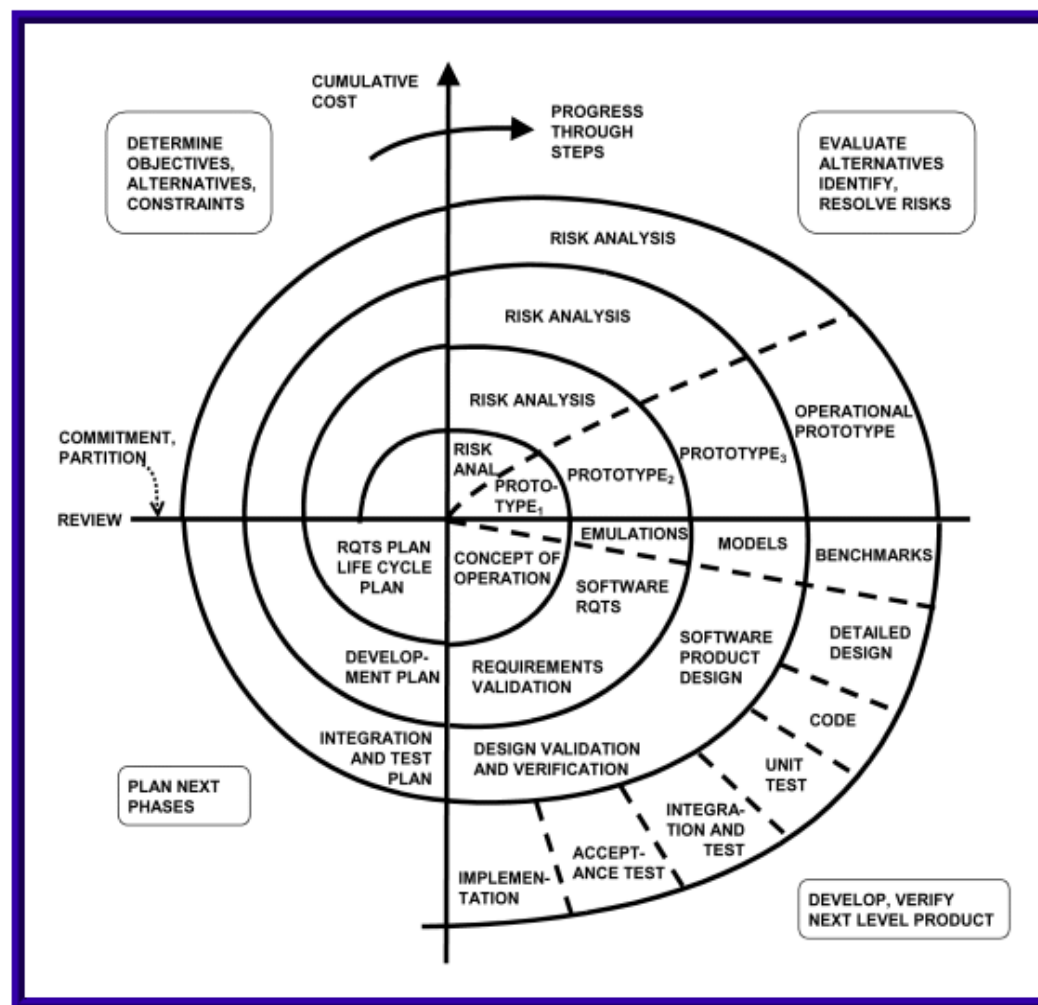 CUMULATIVE
COST
PROGRESS
THROUGH
STEPS
DETERMINE
OBJECTIVES,
ALTERNATIVES,
CONSTRAINTS
EVALUATE
ALTERNATIVES
IDENTIFY,
RESOLVE RISKS
RISK ANALYSIS
RISK ANALYSIS
RISK ANALYSIS
RISK
ANAL.
PROTO-
TYPE₁
PROTOTYPE₂
PROTOTYPE₃
OPERATIONAL
PROTOTYPE
COMMITMENT,
PARTITION
REVIEW
EMULATIONS
MODELS
BENCHMARKS
RQTS PLAN
LIFE CYCLE
PLAN
CONCEPT OF
OPERATION
SOFTWARE
RQTS
SOFTWARE
PRODUCT
DESIGN
DETAILED
DESIGN
DEVELOP-
MENT PLAN
REQUIREMENTS
VALIDATION
CODE
INTEGRATION
AND TEST
PLAN
DESIGN VALIDATION
AND VERIFICATION
UNIT
TEST
PLAN NEXT
PHASES
INTEGRA-
TION AND
TEST
ACCEPT-
ANCE TEST
IMPLEMEN-
TATION
DEVELOP, VERIFY
NEXT LEVEL PRODUCT